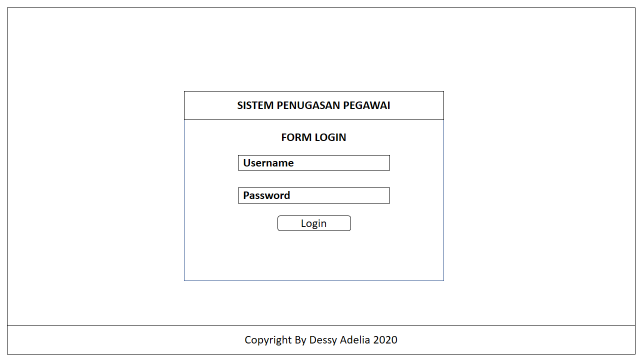 SISTEM PENUGASAN PEGAWAI
FORM LOGIN
Username
Password
Login
Copyright By Dessy Adelia 2020